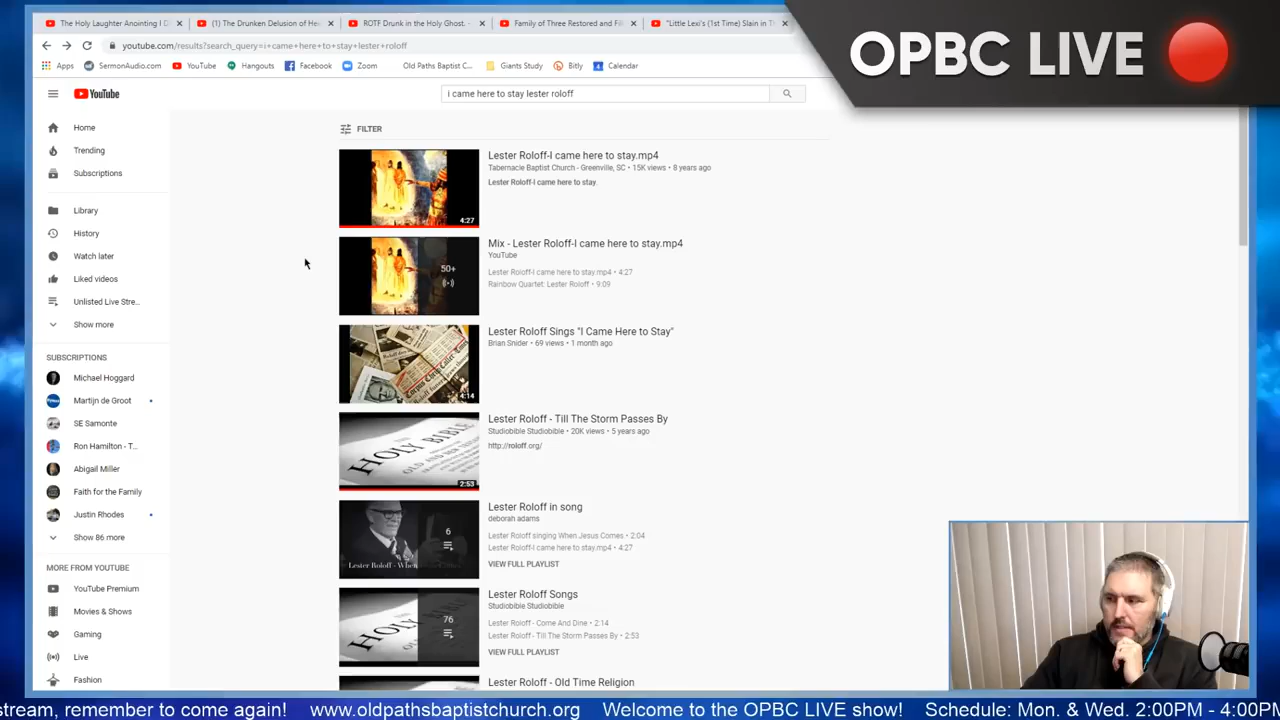 The Holy Laughter Anointing I D
(1) The Drunken Delusion of He
ROTF Drunk in the Holy Ghost. -
Family of Three Restored and Fil
"Little Lexi's (1st Time) Slain in T
OPBC LIVE
youtube.com/results?search_query=i+came+here+to+stay+lester+roloff
Apps SermonAudio.com YouTube Hangouts Facebook Zoom Old Paths Baptist C... Giants Study Bitly Calendar
YouTube
i came here to stay lester roloff
Home
Trending
Subscriptions
Library
History
Watch later
Liked videos
Unlisted Live Stre...
Show more
SUBSCRIPTIONS
Michael Hoggard
Martijn de Groot
SE Samonte
Ron Hamilton - T...
Abigail Miller
Faith for the Family
Justin Rhodes
Show 86 more
MORE FROM YOUTUBE
YouTube Premium
Movies & Shows
Gaming
Live
Fashion
FILTER
4:27
Lester Roloff-I came here to stay.mp4
Tabernacle Baptist Church - Greenville, SC • 15K views • 8 years ago
Lester Roloff-I came here to stay.
50+
Mix - Lester Roloff-I came here to stay.mp4
YouTube
Lester Roloff-I came here to stay.mp4 • 4:27
Rainbow Quartet: Lester Roloff • 9:09
4:14
Lester Roloff Sings "I Came Here to Stay"
Brian Snider • 69 views • 1 month ago
HOLY BIBLE
2:53
Lester Roloff - Till The Storm Passes By
Studiobible Studiobible • 20K views • 5 years ago
http://roloff.org/
6
Lester Roloff - When
Lester Roloff in song
deborah adams
Lester Roloff singing When Jesus Comes • 2:04
Lester Roloff-I came here to stay.mp4 • 4:27
VIEW FULL PLAYLIST
HOLY
76
Lester Roloff Songs
Studiobible Studiobible
Lester Roloff - Come And Dine • 2:14
Lester Roloff - Till The Storm Passes By • 2:53
VIEW FULL PLAYLIST
Lester Roloff - Old Time Religion
stream, remember to come again! www.oldpathsbaptistchurch.org Welcome to the OPBC LIVE show! Schedule: Mon. & Wed. 2:00PM - 4:00P